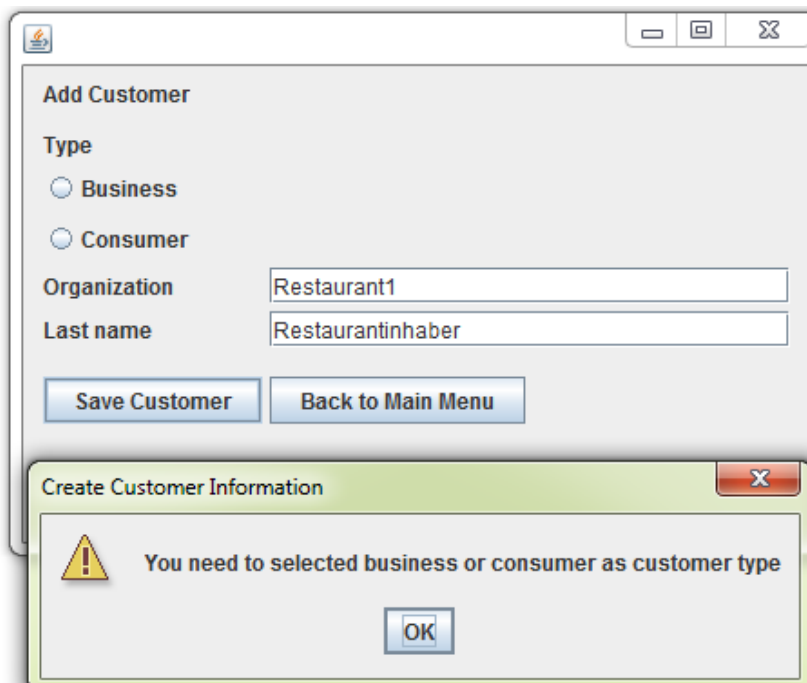 Add Customer
Type
Business
Consumer
Organization Restaurant1
Last name Restaurantinhaber
Save Customer Back to Main Menu
Create Customer Information
You need to selected business or consumer as customer type
OK